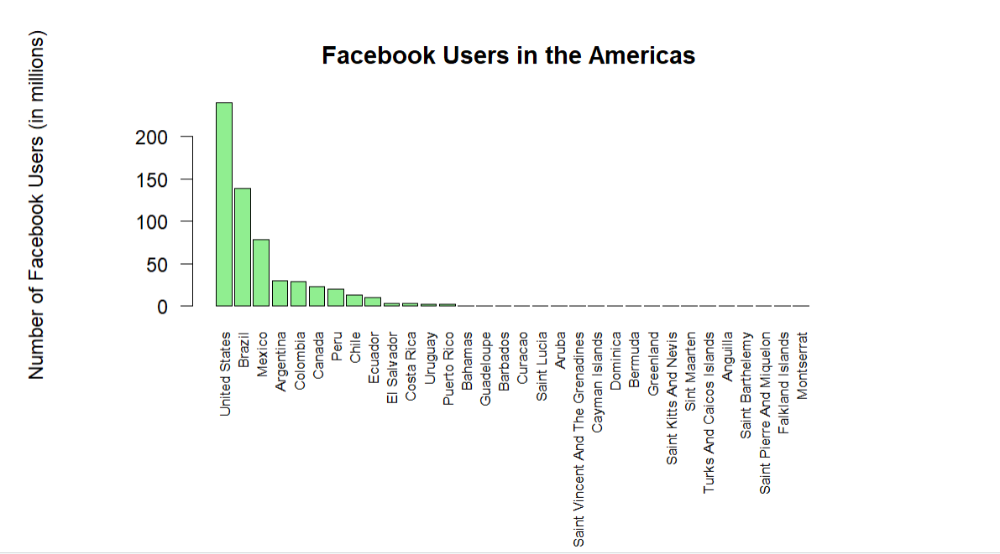 Facebook Users in the Americas
Number of Facebook Users (in millions)
200
150
100
50
0
United States
Brazil
Mexico
Argentina
Colombia
Canada
Peru
Chile
Ecuador
El Salvador
Costa Rica
Uruguay
Puerto Rico
Bahamas
Guadeloupe
Barbados
Curacao
Saint Lucia
Aruba
Saint Vincent And The Grenadines
Cayman Islands
Dominica
Bermuda
Greenland
Saint Kitts And Nevis
Sint Maarten
Turks And Caicos Islands
Anguilla
Saint Barthelemy
Saint Pierre And Miquelon
Falkland Islands
Montserrat